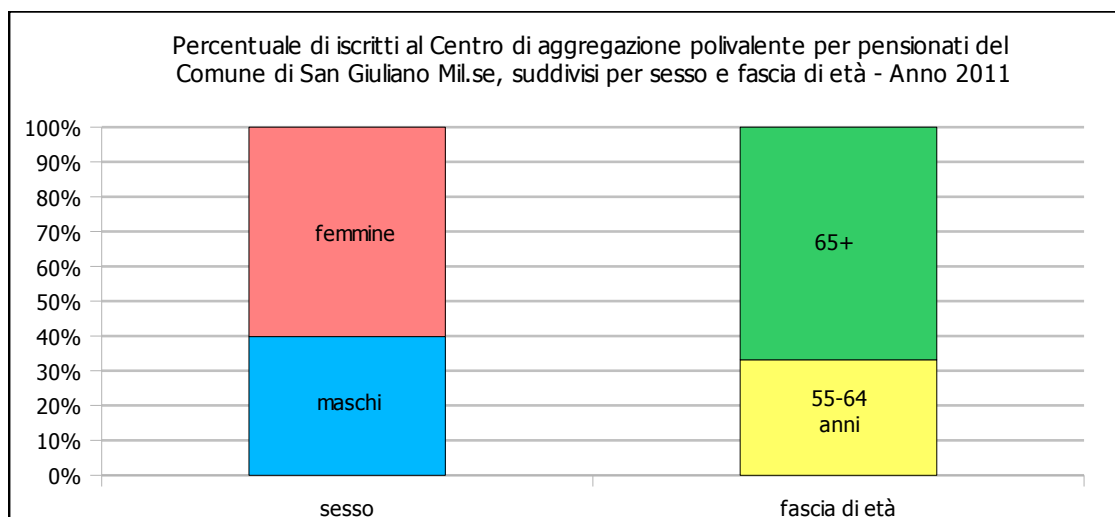 Percentuale di iscritti al Centro di aggregazione polivalente per pensionati del
Comune di San Giuliano Mil.se, suddivisi per sesso e fascia di età - Anno 2011
100%
90%
80%
70%
60%
50%
40%
30%
20%
10%
0%
femmine
maschi
65+
55-64
anni
sesso
fascia di età